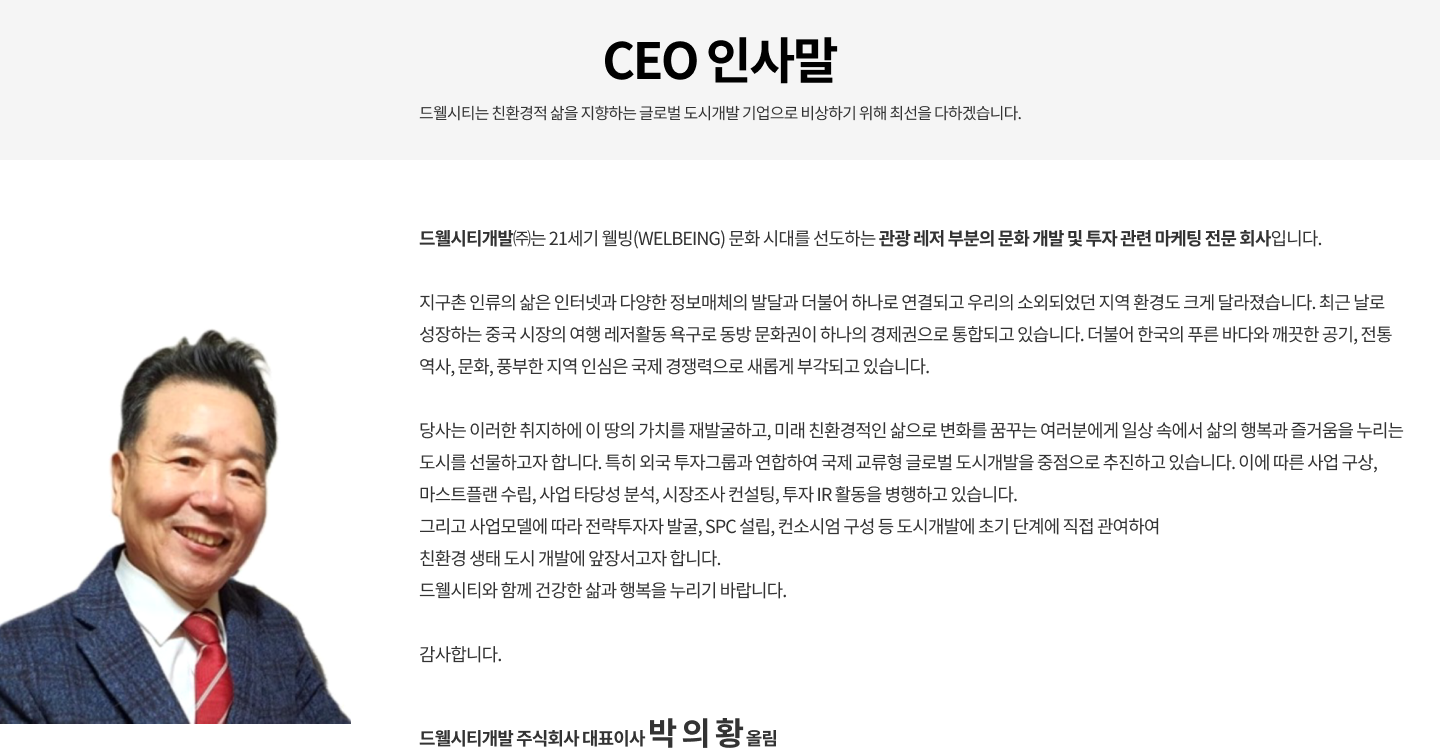 CEO 인사말
드웰시티는 친환경적 삶을 지향하는 글로벌 도시개발 기업으로 비상하기 위해 최선을 다하겠습니다.
드웰시티개발㈜는 21세기 웰빙(WELBEING) 문화 시대를 선도하는 관광 레저 부분의 문화 개발 및 투자 관련 마케팅 전문 회사입니다.
지구촌 인류의 삶은 인터넷과 다양한 정보매체의 발달과 더불어 하나로 연결되고 우리의 소외되었던 지역 환경도 크게 달라졌습니다. 최근 날로
성장하는 중국 시장의 여행 레저활동 욕구로 동방 문화권이 하나의 경제권으로 통합되고 있습니다. 더불어 한국의 푸른 바다와 깨끗한 공기, 전통
역사, 문화, 풍부한 지역 인심은 국제 경쟁력으로 새롭게 부각되고 있습니다.
당사는 이러한 취지하에 이 땅의 가치를 재발굴하고, 미래 친환경적인 삶으로 변화를 꿈꾸는 여러분에게 일상 속에서 삶의 행복과 즐거움을 누리는
도시를 선물하고자 합니다. 특히 외국 투자그룹과 연합하여 국제 교류형 글로벌 도시개발을 중점으로 추진하고 있습니다. 이에 따른 사업 구상,
마스트플랜 수립, 사업 타당성 분석, 시장조사 컨설팅, 투자 IR 활동을 병행하고 있습니다.
그리고 사업모델에 따라 전략투자자 발굴, SPC 설립, 컨소시엄 구성 등 도시개발에 초기 단계에 직접 관여하여
친환경 생태 도시 개발에 앞장서고자 합니다.
드웰시티와 함께 건강한 삶과 행복을 누리기 바랍니다.
감사합니다.
드웰시티개발 주식회사 대표이사 박 의 황 올림